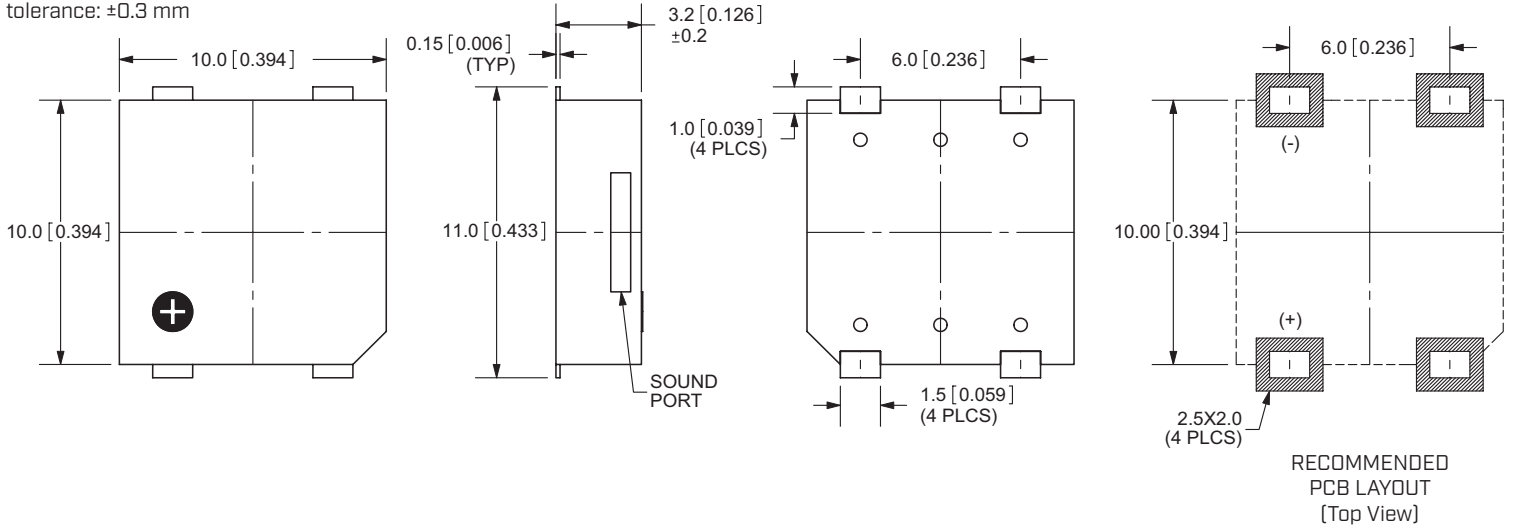 tolerance: ±0.3 mm
10.0 [0.394]
10.0 [0.394]
3.2 [0.126]
±0.2
0.15 [0.006]
(TYP)
11.0 [0.433]
SOUND
PORT
6.0 [0.236]
1.0 [0.039]
(4 PLCS)
1.5 [0.059]
(4 PLCS)
6.0 [0.236]
(-)
10.00 [0.394]
(+)
2.5X2.0
(4 PLCS)
RECOMMENDED
PCB LAYOUT
(Top View)